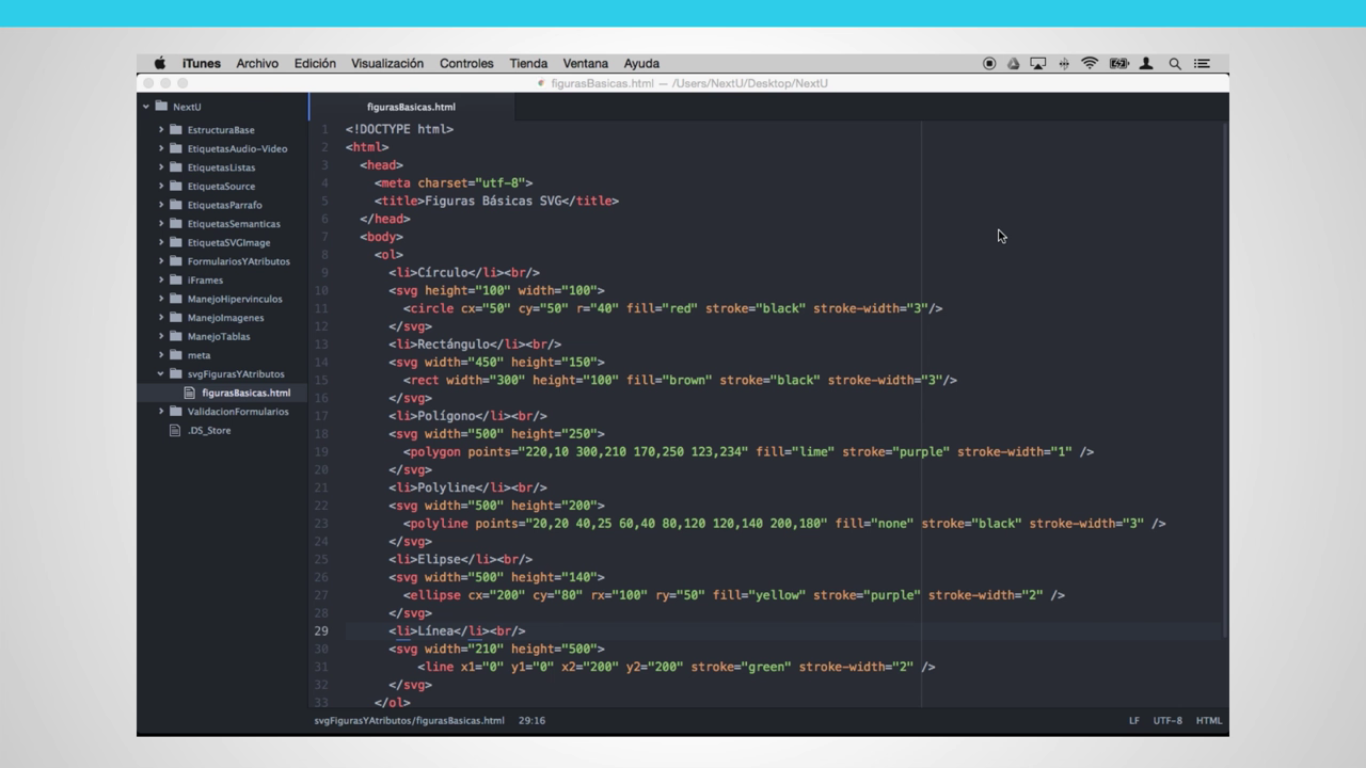 iTunes Archivo Edición Visualización Controles Tienda Ventana Ayuda
figurasBasicas.html — /Users/NextU/Desktop/NextU
NextU
EstructuraBase
EtiquetasAudio-Video
EtiquetasListas
EtiquetaSource
EtiquetasParrafo
EtiquetasSemanticas
EtiquetaSVGImage
FormulariosYAtributos
iFrames
ManejoHipervinculos
ManejoImagenes
ManejoTablas
meta
svgFigurasYAtributos
figurasBasicas.html
ValidacionFormularios
.DS_Store
figurasBasicas.html
1 <!DOCTYPE html>
2 <html>
3 <head>
4 <meta charset="utf-8">
5 <title>Figuras Básicas SVG</title>
6 </head>
7 <body>
8 <ol>
9 <li>Círculo</li><br/>
10 <svg height="100" width="100">
11 <circle cx="50" cy="50" r="40" fill="red" stroke="black" stroke-width="3"/>
12 </svg>
13 <li>Rectángulo</li><br/>
14 <svg width="450" height="150">
15 <rect width="300" height="100" fill="brown" stroke="black" stroke-width="3"/>
16 </svg>
17 <li>Polígono</li><br/>
18 <svg width="500" height="250">
19 <polygon points="220,10 300,210 170,250 123,234" fill="lime" stroke="purple" stroke-width="1" />
20 </svg>
21 <li>Polyline</li><br/>
22 <svg width="500" height="200">
23 <polyline points="20,20 40,25 60,40 80,120 120,140 200,180" fill="none" stroke="black" stroke-width="3" />
24 </svg>
25 <li>Elipse</li><br/>
26 <svg width="500" height="140">
27 <ellipse cx="200" cy="80" rx="100" ry="50" fill="yellow" stroke="purple" stroke-width="2" />
28 </svg>
29 <li>Línea</li><br/>
30 <svg width="210" height="500">
31 <line x1="0" y1="0" x2="200" y2="200" stroke="green" stroke-width="2" />
32 </svg>
33 </ol>
svgFigurasYAtributos/figurasBasicas.html 29:16 LF UTF-8 HTML